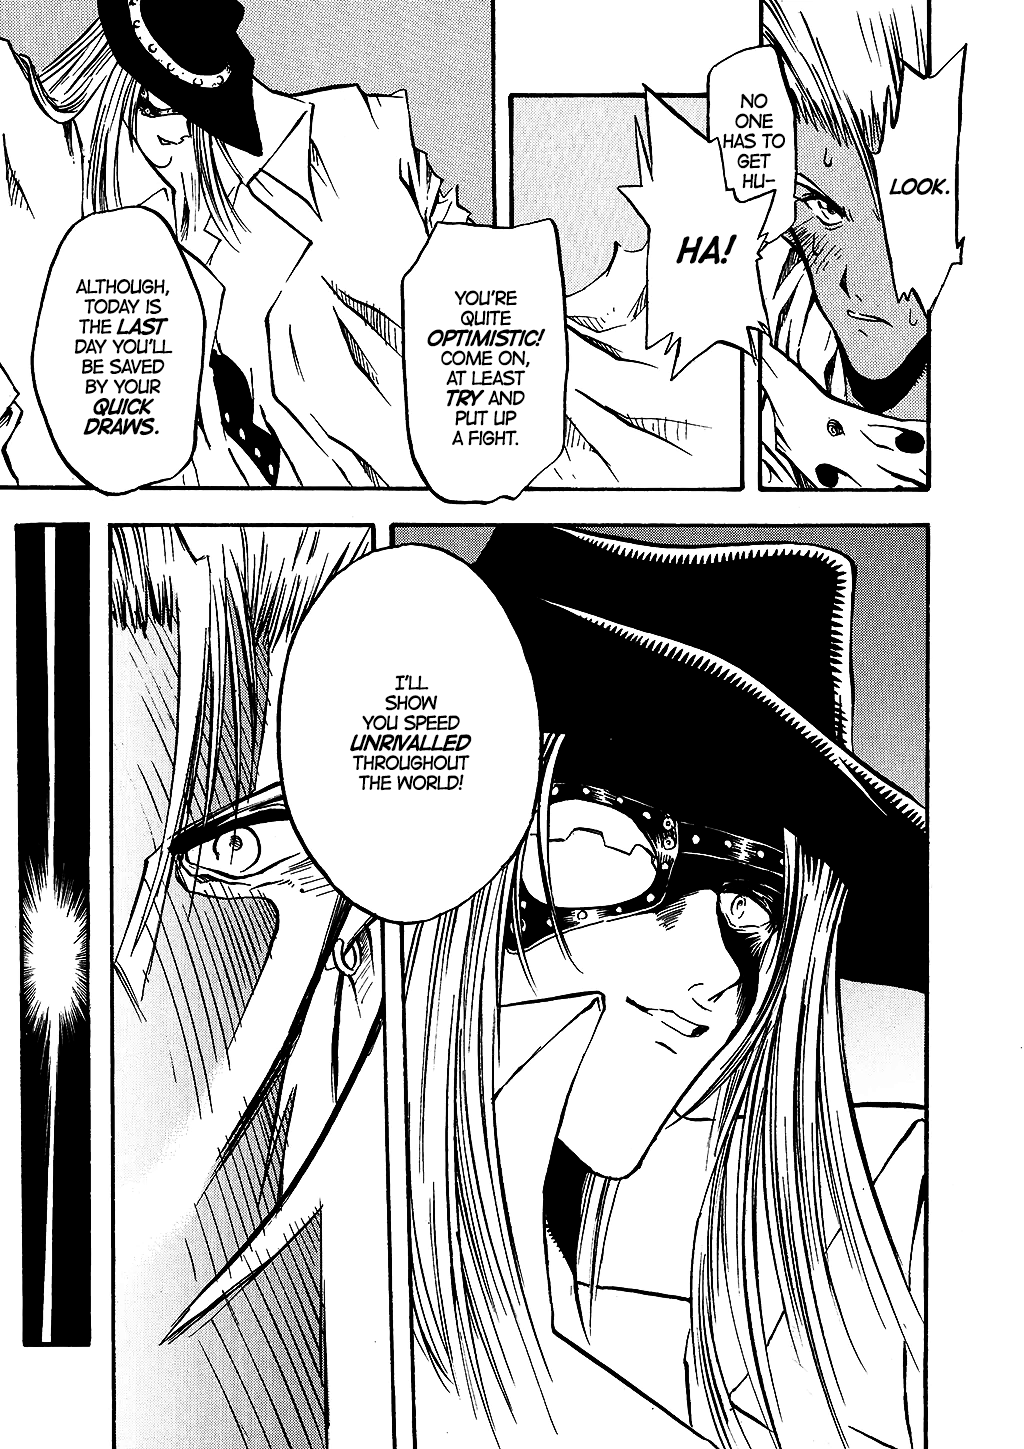 LOOK.
NO
ONE
HAS TO
GET
HU-
HA!
YOU'RE
QUITE
OPTIMISTIC!
COME ON,
AT LEAST
TRY AND
PUT UP
A FIGHT.
ALTHOUGH,
TODAY IS
THE LAST
DAY YOU'LL
BE SAVED
BY YOUR
QUICK
DRAWS.
I'LL
SHOW
YOU SPEED
UNRIVALLED
THROUGHOUT
THE WORLD!